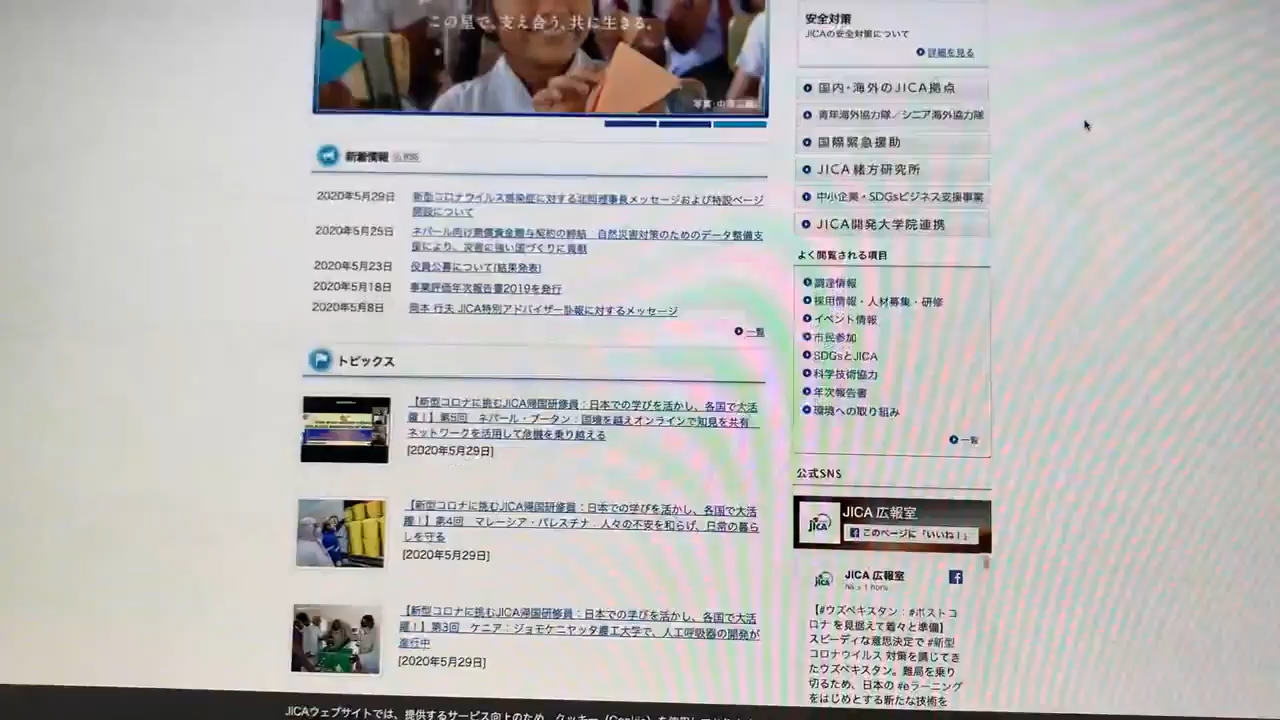 この星で、支え合う、共に生きる。
新着情報
RSS
2020年5月29日
新型コロナウイルス感染症に対する北岡理事長メッセージおよび特設ページ
開設について
2020年5月25日
ネパール向け無償資金贈与契約の締結 自然災害対策のためのデータ整備支
援により、災害に強い国づくりに貢献
2020年5月23日
役員公募について[結果発表]
2020年5月18日
事業評価年次報告書2019を発行
2020年5月8日
岡本 行夫 JICA特別アドバイザー訃報に対するメッセージ
一覧
トピックス
【新型コロナに挑むJICA帰国研修員：日本での学びを活かし、各国で大活
躍！】第5回 ネパール・ブータン：国境を越えオンラインで知見を共有
ネットワークを活用して危機を乗り越える
[2020年5月29日]
【新型コロナに挑むJICA帰国研修員：日本での学びを活かし、各国で大活
躍！】第4回 マレーシア・パレスチナ：人々の不安を和らげ、日常の暮ら
しを守る
[2020年5月29日]
【新型コロナに挑むJICA帰国研修員：日本での学びを活かし、各国で大活
躍！】第3回 ケニア：ジョモケニヤッタ農工大学で、人工呼吸器の開発が
進行中
[2020年5月29日]
安全対策
JICAの安全対策について
詳細を見る
国内・海外のJICA拠点
青年海外協力隊／シニア海外協力隊
国際緊急援助
JICA緒方研究所
中小企業・SDGsビジネス支援事業
JICA開発大学院連携
よく閲覧される項目
調達情報
採用情報・人材募集・研修
イベント情報
市民参加
SDGsとJICA
科学技術協力
年次報告書
環境への取り組み
一覧
公式SNS
JICA
JICA 広報室
このページに「いいね！」
JICA
JICA 広報室
【#ウズベキスタン：#ポストコ
ロナ を見据えて着々と準備】
スピーディな意思決定で #新型
コロナウイルス 対策を講じてき
たウズベキスタン。難局を乗り
切るため、日本の #eラーニング
をはじめとする新たな技術を
JICAウェブサイトでは、提供するサービス向上のため、クッキー（Cookie）を使用して